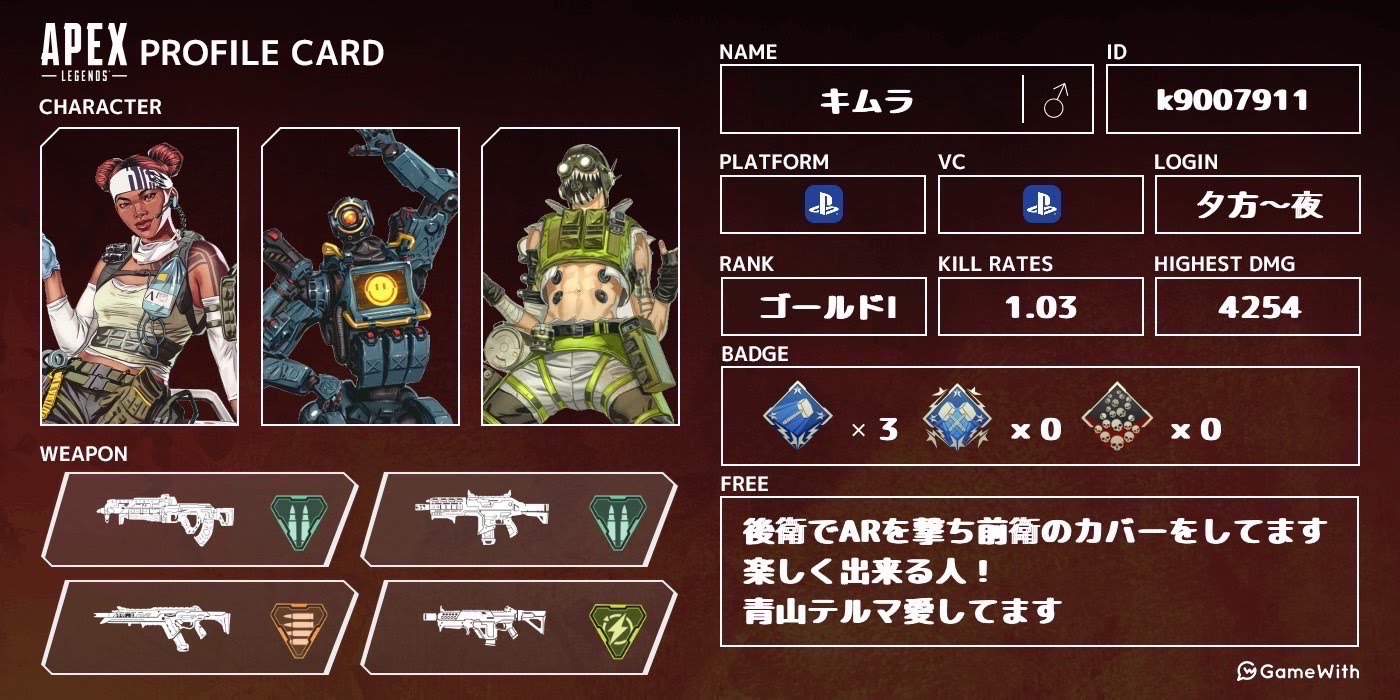 APEX
LEGENDS
PROFILE CARD
CHARACTER
WEAPON
NAME
キムラ
ID
k9007911
PLATFORM
VC
LOGIN
夕方〜夜
RANK
ゴールドI
KILL RATES
1.03
HIGHEST DMG
4254
BADGE
× 3
x 0
x 0
FREE
後衛でARを撃ち前衛のカバーをしてます
楽しく出来る人！
青山テルマ愛してます
GameWith